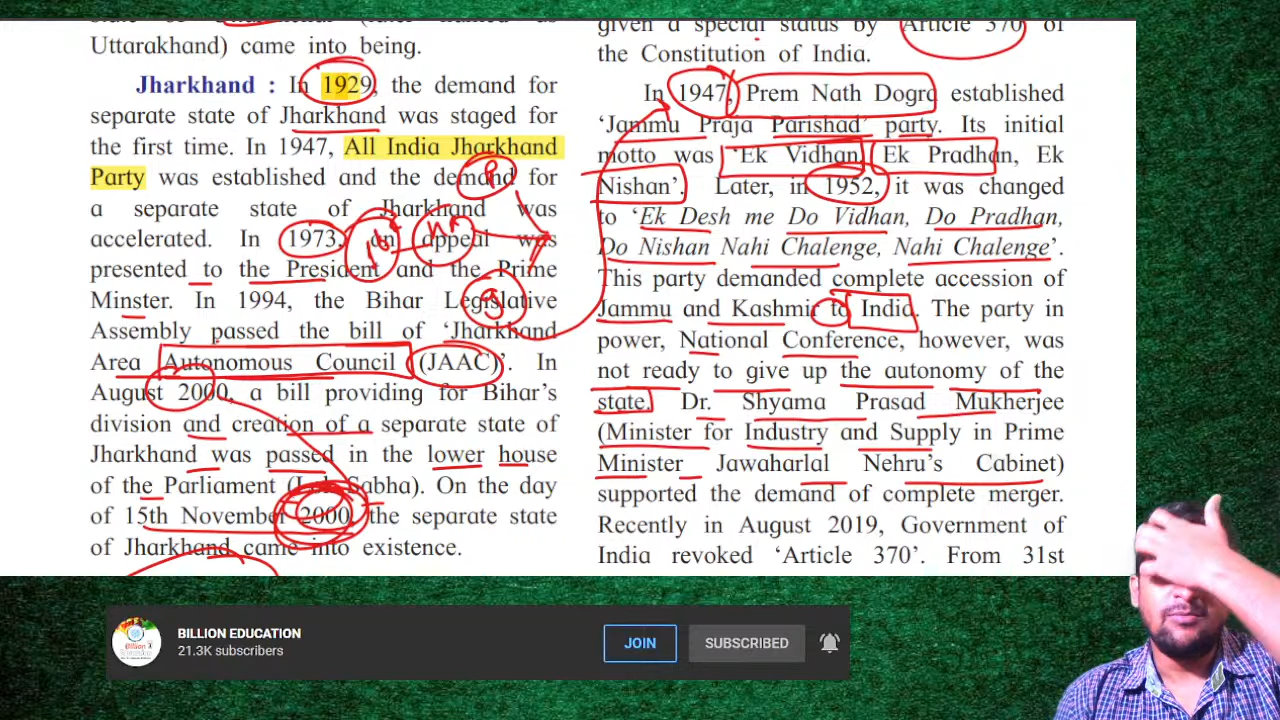 Uttarakhand) came into being.
Jharkhand : In 1929, the demand for
separate state of Jharkhand was staged for
the first time. In 1947, All India Jharkhand
Party was established and the demand for
a separate state of Jharkhand was
accelerated. In 1973, an appeal was
presented to the President and the Prime
Minster. In 1994, the Bihar Legislative
Assembly passed the bill of 'Jharkhand
Area Autonomous Council (JAAC)'. In
August 2000, a bill providing for Bihar's
division and creation of a separate state of
Jharkhand was passed in the lower house
of the Parliament (Lok Sabha). On the day
of 15th November 2000, the separate state
of Jharkhand came into existence.
given a special status by Article 370 of
the Constitution of India.
In 1947, Prem Nath Dogra established
'Jammu Praja Parishad' party. Its initial
motto was 'Ek Vidhan, Ek Pradhan, Ek
Nishan'. Later, in 1952, it was changed
to 'Ek Desh me Do Vidhan, Do Pradhan,
Do Nishan Nahi Chalenge, Nahi Chalenge'.
This party demanded complete accession of
Jammu and Kashmir to India. The party in
power, National Conference, however, was
not ready to give up the autonomy of the
state. Dr. Shyama Prasad Mukherjee
(Minister for Industry and Supply in Prime
Minister Jawaharlal Nehru's Cabinet)
supported the demand of complete merger.
Recently in August 2019, Government of
India revoked 'Article 370'. From 31st
BILLION EDUCATION
21.3K subscribers
JOIN
SUBSCRIBED